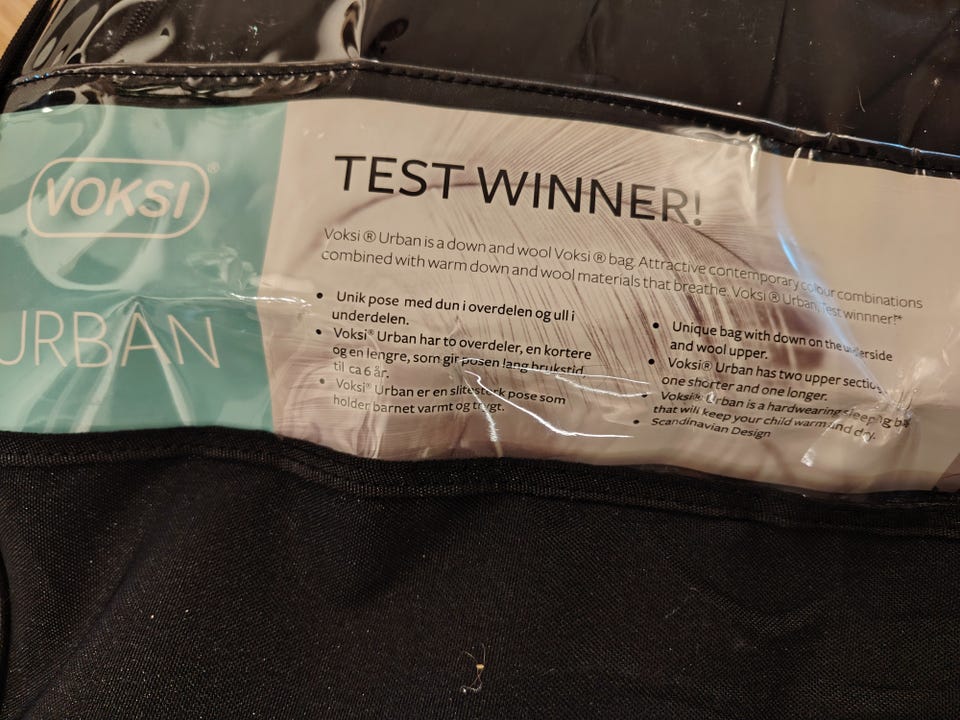 VOKSI®
URBAN
TEST WINNER!
Voksi ® Urban is a down and wool Voksi ® bag. Attractive contemporary colour combinations
combined with warm down and wool materials that breathe. Voksi ® Urban, Test winnner!*
• Unik pose med dun i overdelen og ull i
underdelen.
• Voksi® Urban har to overdeler, en kortere
og en lengre, som gir posen lang brukstid
til ca 6 år.
• Voksi® Urban er en slitesterk pose som
holder barnet varmt og trygt.
• Unique bag with down on the underside
and wool upper.
• Voksi® Urban has two upper sections,
one shorter and one longer.
• Voksi® Urban is a hardwearing sleeping bag
that will keep your child warm and dry.
• Scandinavian Design